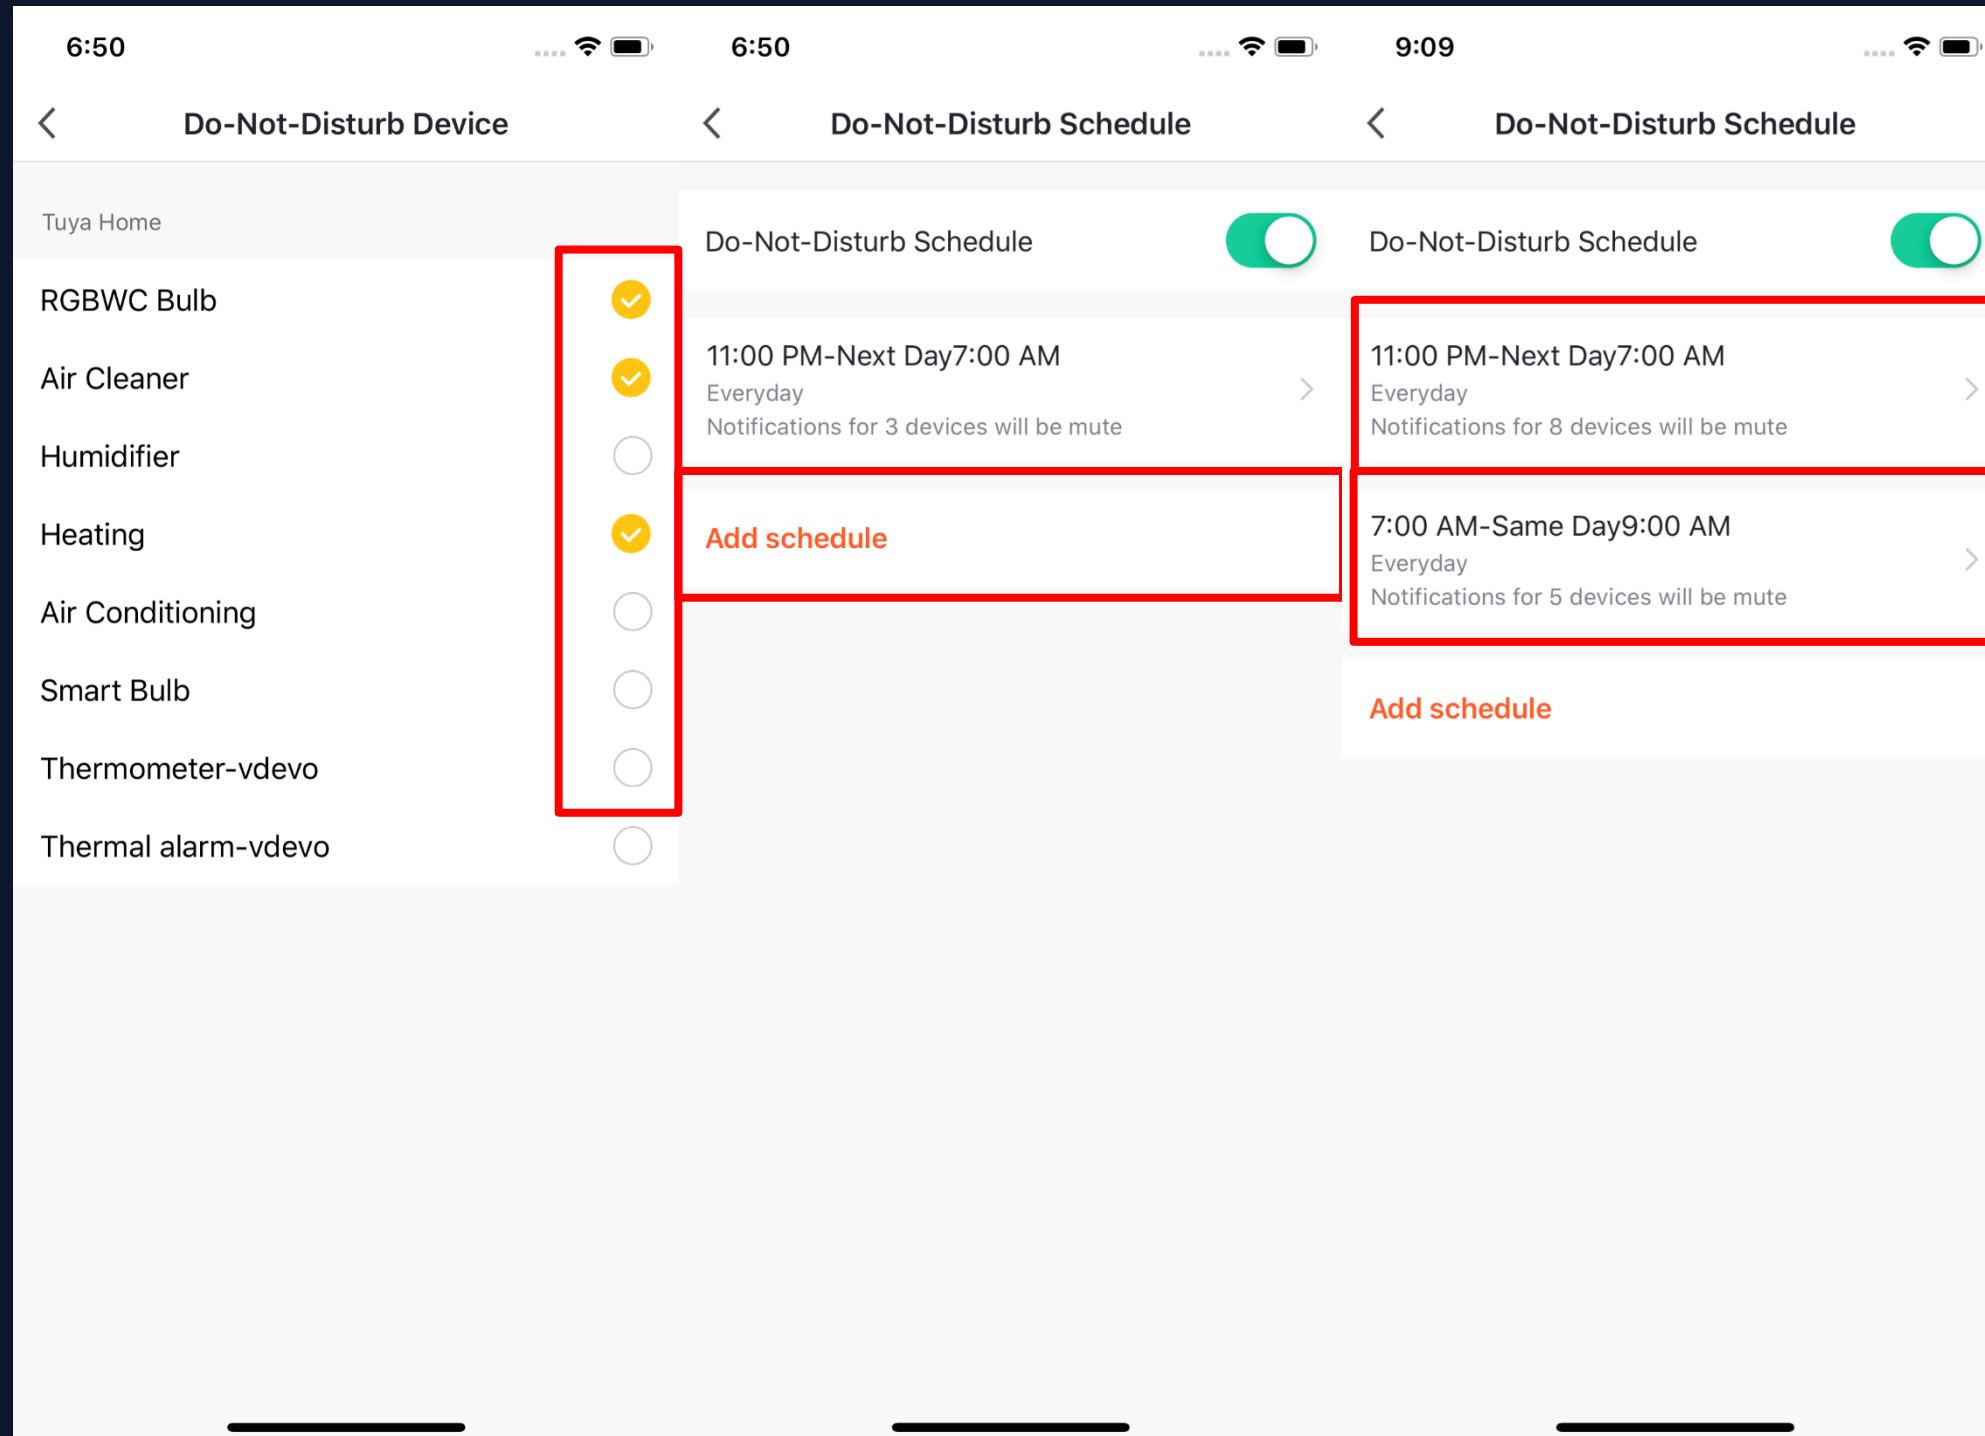 6:50
Do-Not-Disturb Device
Tuya Home
RGBWC Bulb
Air Cleaner
Humidifier
Heating
Air Conditioning
Smart Bulb
Thermometer-vdevo
Thermal alarm-vdevo
6:50
Do-Not-Disturb Schedule
Do-Not-Disturb Schedule
11:00 PM-Next Day7:00 AM
Everyday
Notifications for 3 devices will be mute
Add schedule
9:09
Do-Not-Disturb Schedule
Do-Not-Disturb Schedule
11:00 PM-Next Day7:00 AM
Everyday
Notifications for 8 devices will be mute
7:00 AM-Same Day9:00 AM
Everyday
Notifications for 5 devices will be mute
Add schedule